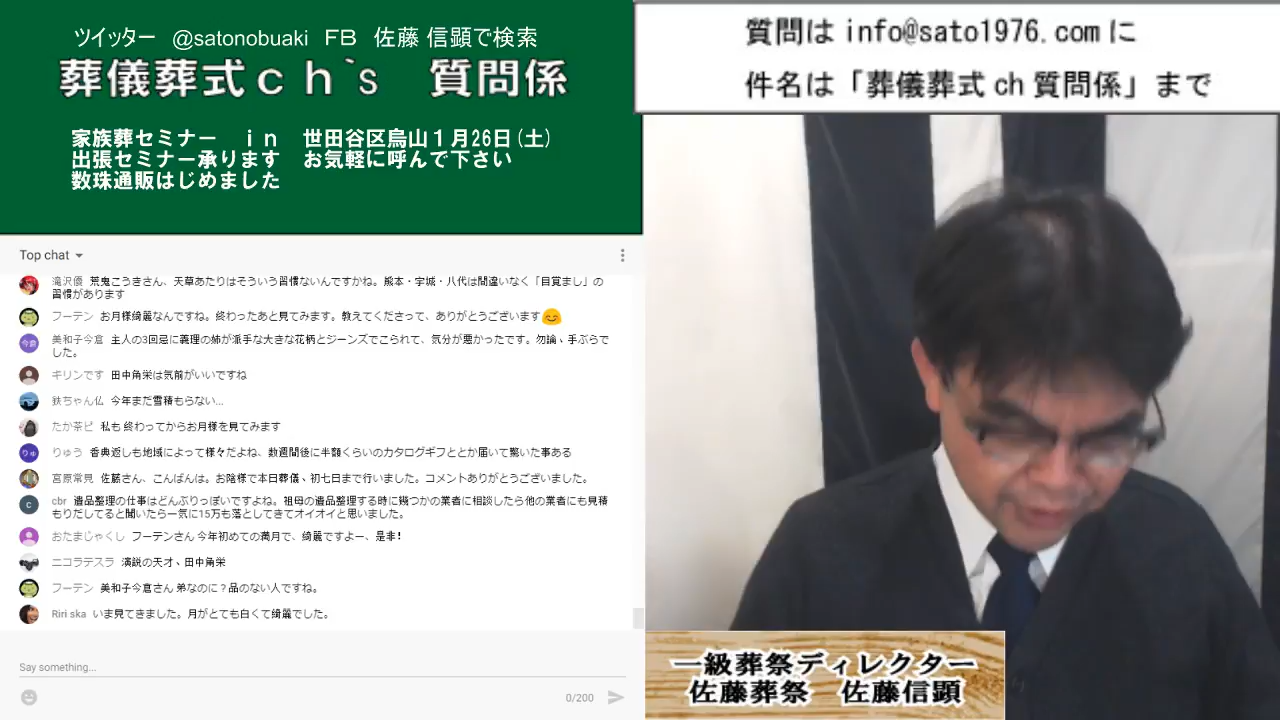 ツイッター　@satonobuaki　ＦＢ　佐藤 信顕で検索
葬儀葬式ｃｈ`s　質問係
家族葬セミナー　ｉｎ　世田谷区烏山１月26日(土)
出張セミナー承ります　お気軽に呼んで下さい
数珠通販はじめました
質問は info@sato1976.com に
件名は「葬儀葬式 ch 質問係」まで
Top chat
滝沢優 荒鬼こうきさん、天草あたりはそういう習慣ないんですかね。熊本・宇城・八代は間違いなく「目覚まし」の
習慣があります
フーテン お月様綺麗なんですね。終わったあと見てみます。教えてくださって、ありがとうございます😊
今倉 美和子今倉 主人の3回忌に義理の姉が派手な大きな花柄とジーンズでこられて、気分が悪かったです。勿論、手ぶらで
した。
キリンです 田中角栄は気前がいいですね
鉄ちゃん仏 今年まだ雪積もらない...
たか茶ビ 私も 終わってからお月様を見てみます
りゅ りゅう 香典返しも地域によって様々だよね、数週間後に半額くらいのカタログギフととか届いて驚いた事ある
宮原常見 佐藤さん、こんばんは。お陰様で本日葬儀、初七日まで行いました。コメントありがとうございました。
C cbr 遺品整理の仕事はどんぶりっぽいですよね。祖母の遺品整理する時に幾つかの業者に相談したら他の業者にも見積
もりだしてると聞いたら一気に15万も落としてきてオイオイと思いました。
おたまじゃくし フーテンさん 今年初めての満月で、綺麗ですよー、是非!
ニコラテスラ 演説の天才、田中角栄
フーテン 美和子今倉さん 弟なのに？品のない人ですね。
Riri ska いま見てきました。月がとても白くて綺麗でした。
Say something...
0/200
一級葬祭ディレクター
佐藤葬祭　佐藤信顕